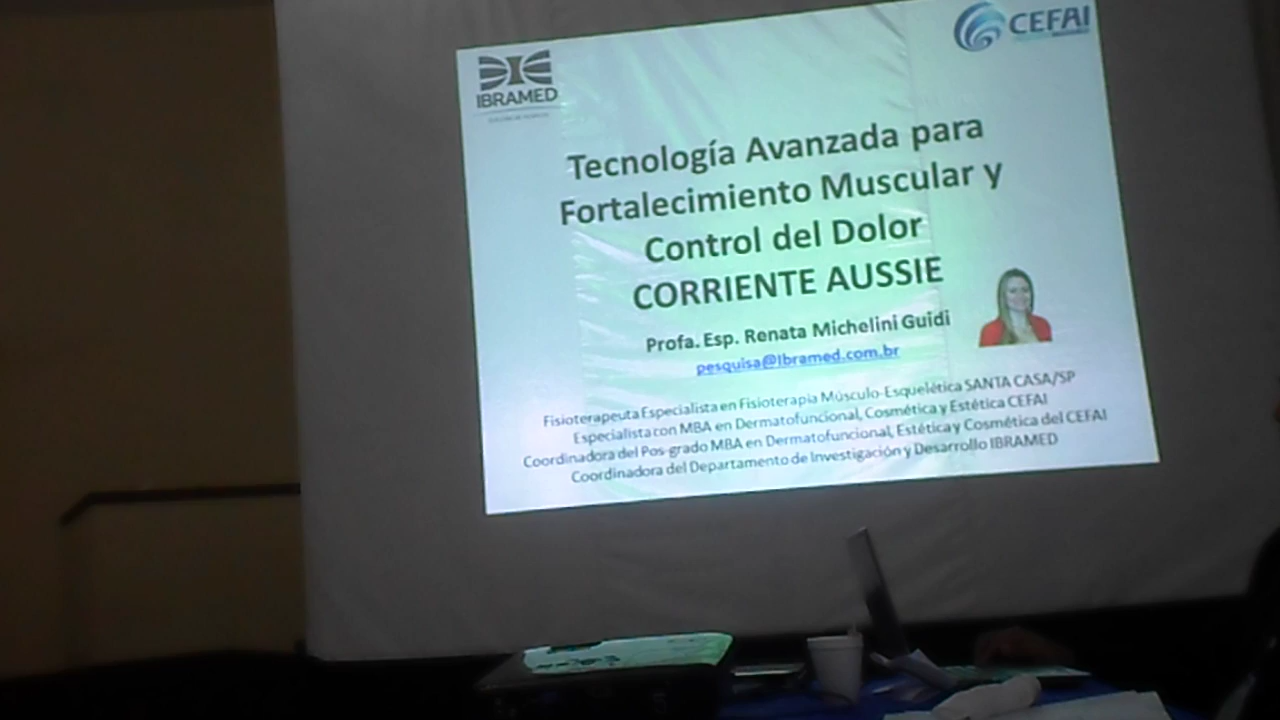 IBRAMED
CEFAI
Tecnología Avanzada para
Fortalecimiento Muscular y
Control del Dolor
CORRIENTE AUSSIE
Profa. Esp. Renata Michelini Guidi
pesquisa@Ibramed.com.br
Fisioterapeuta Especialista en Fisioterapia Músculo-Esquelética SANTA CASA/SP
Especialista con MBA en Dermatofuncional, Cosmética y Estética CEFAI
Coordinadora del Pos-grado MBA en Dermatofuncional, Estética y Cosmética del CEFAI
Coordinadora del Departamento de Investigación y Desarrollo IBRAMED